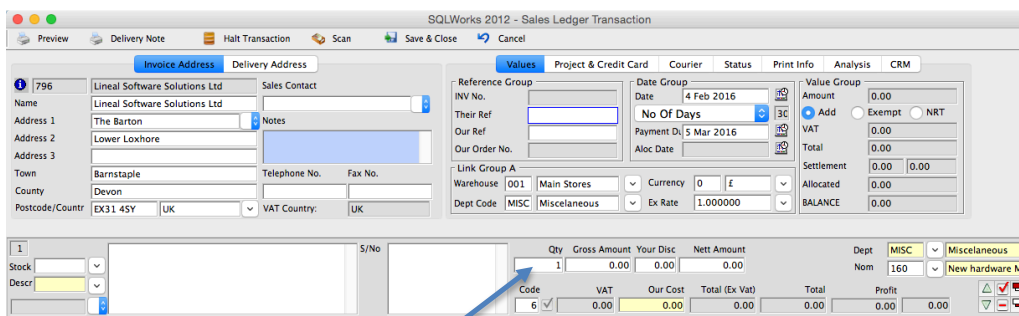 SQLWorks 2012 - Sales Ledger Transaction
Preview Delivery Note Halt Transaction Scan Save & Close Cancel
Invoice Address Delivery Address
Values Project & Credit Card Courier Status Print Info Analysis CRM
796 Lineal Software Solutions Ltd Sales Contact
Name Lineal Software Solutions Ltd
Address 1 The Barton Notes
Address 2 Lower Loxhore
Address 3
Town Barnstaple Telephone No. Fax No.
County Devon
Postcode/Countr EX31 4SY UK VAT Country: UK
Reference Group
INV No.
Their Ref
Our Ref
Our Order No.
Date Group
Date 4 Feb 2016
No Of Days 30
Payment Du 5 Mar 2016
Aloc Date
Value Group
Amount 0.00
Add Exempt NRT
VAT 0.00
Total 0.00
Settlement 0.00 0.00
Allocated 0.00
BALANCE 0.00
Link Group A
Warehouse 001 Main Stores Currency 0 £
Dept Code MISC Miscelaneous Ex Rate 1.000000
1 S/No Qty Gross Amount Your Disc Nett Amount Dept MISC Miscelaneous
Stock 1 0.00 0.00 0.00 Nom 160 New hardware M
Descr
Code VAT Our Cost Total (Ex Vat) Total Profit
6 0.00 0.00 0.00 0.00 0.00 0.00